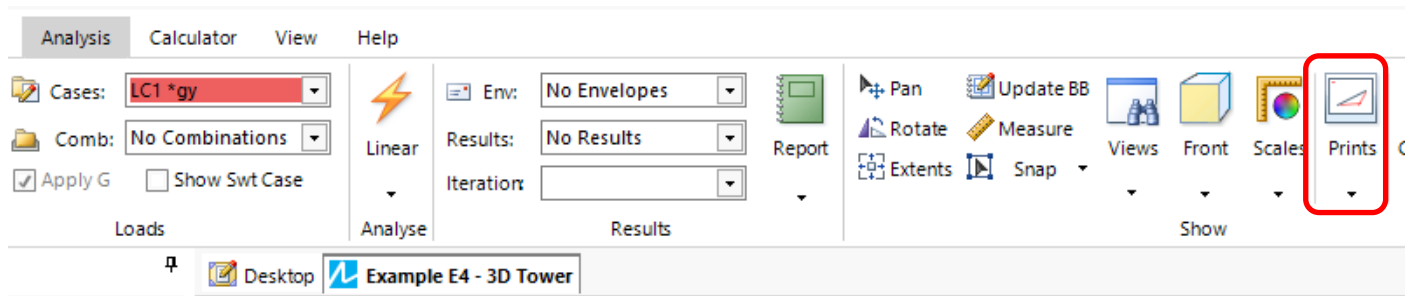 Analysis Calculator View Help
Cases: LC1 *gy Env: No Envelopes Pan Update BB
Comb: No Combinations Linear Results: No Results Report Rotate Measure Views Front Scales Prints
Apply G Show Swt Case Iteration: Extents Snap
Loads Analyse Results Show
Desktop Example E4 - 3D Tower